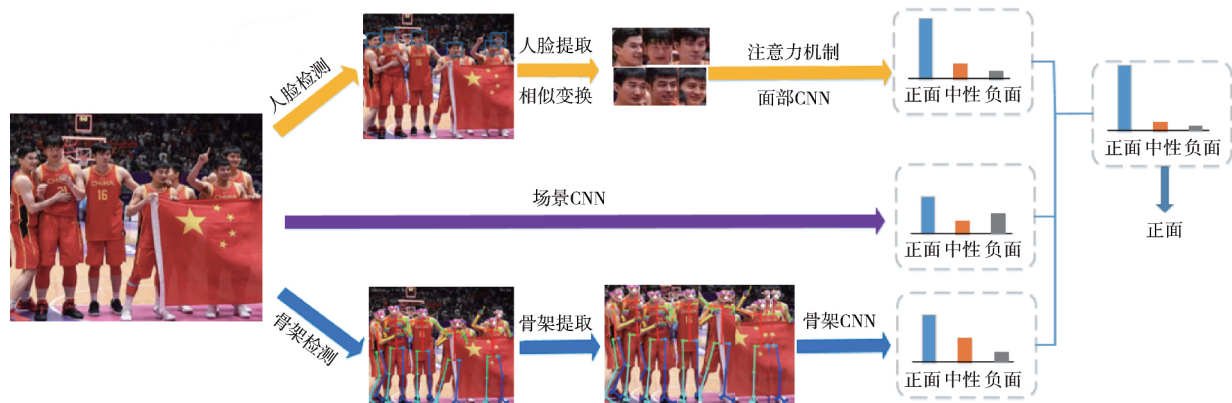 人脸检测
人脸提取
相似变换
注意力机制
面部CNN
正面 中性 负面
正面 中性 负面
正面
场景CNN
正面 中性 负面
骨架检测
骨架提取
骨架CNN
正面 中性 负面
CHINA
16
24